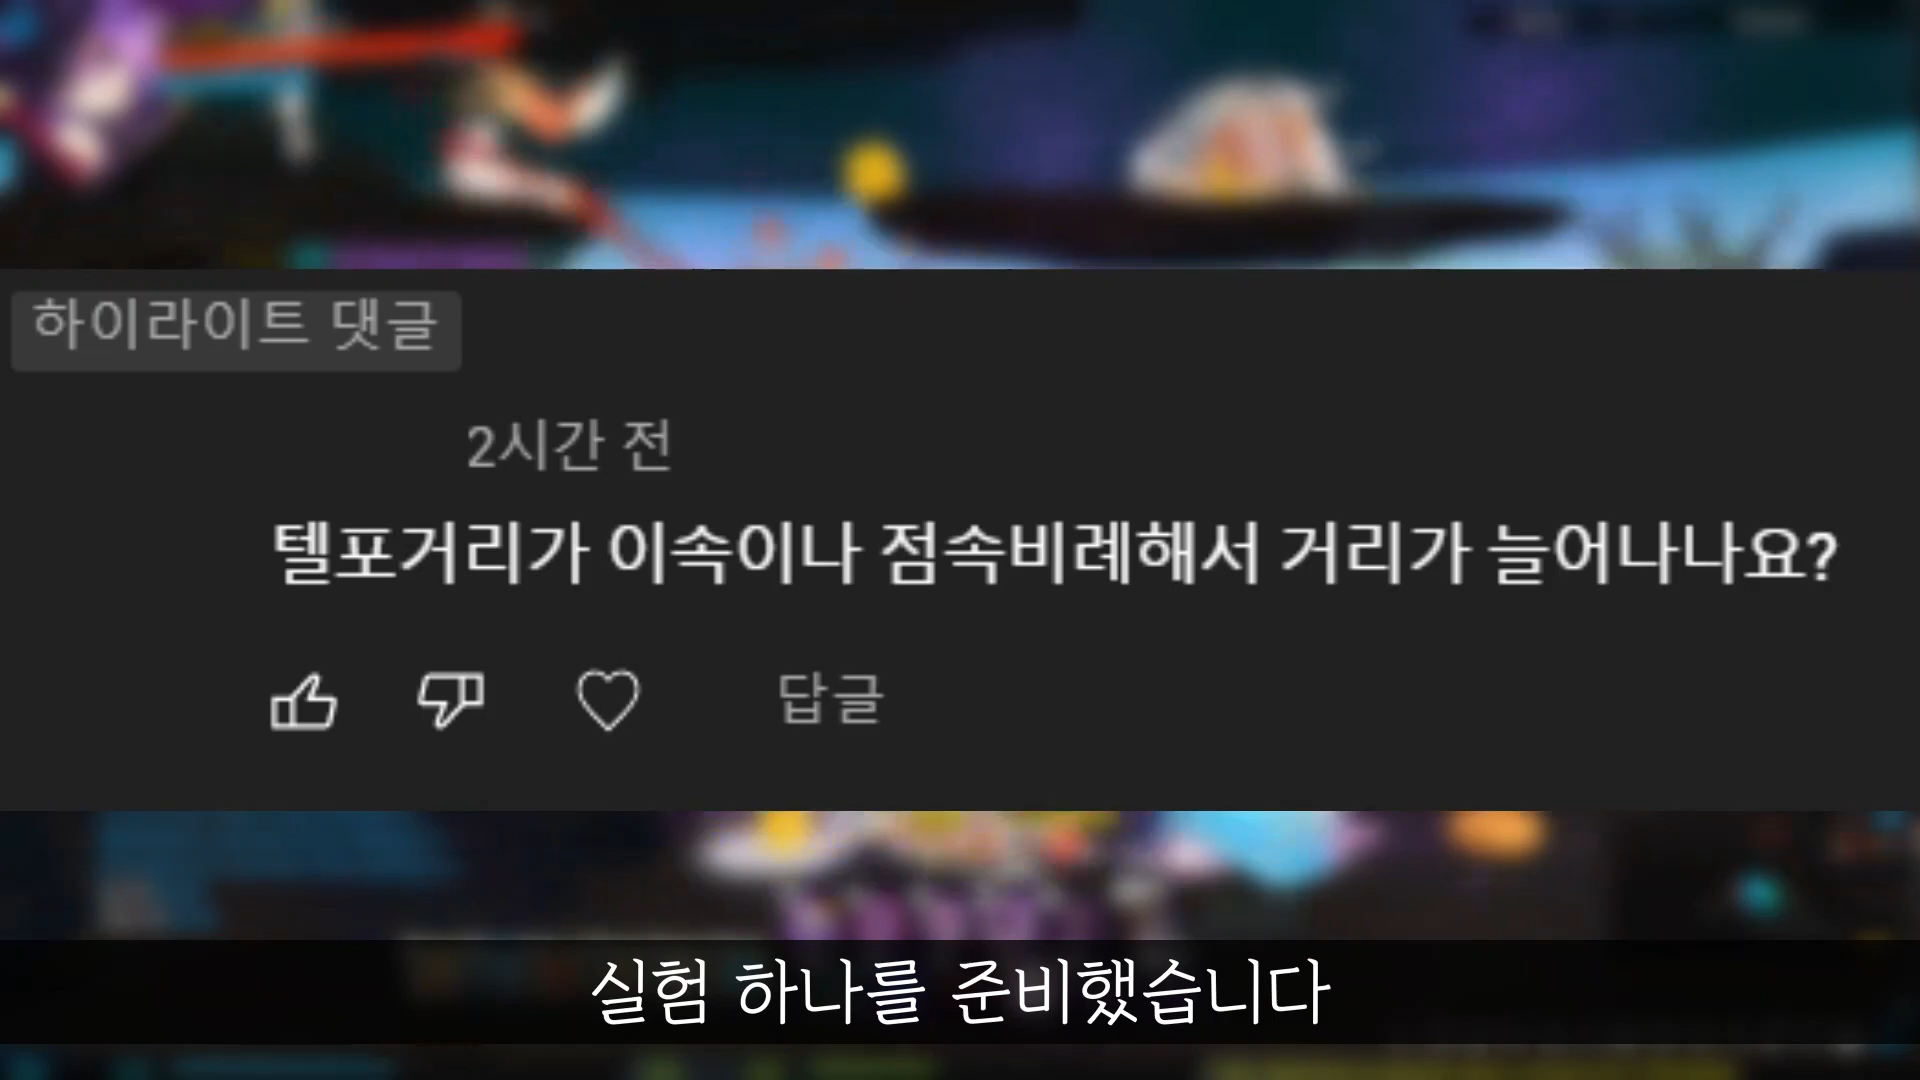 하이라이트 댓글
2시간 전
텔포거리가 이속이나 점속비례해서 거리가 늘어나나요?
답글
실험 하나를 준비했습니다